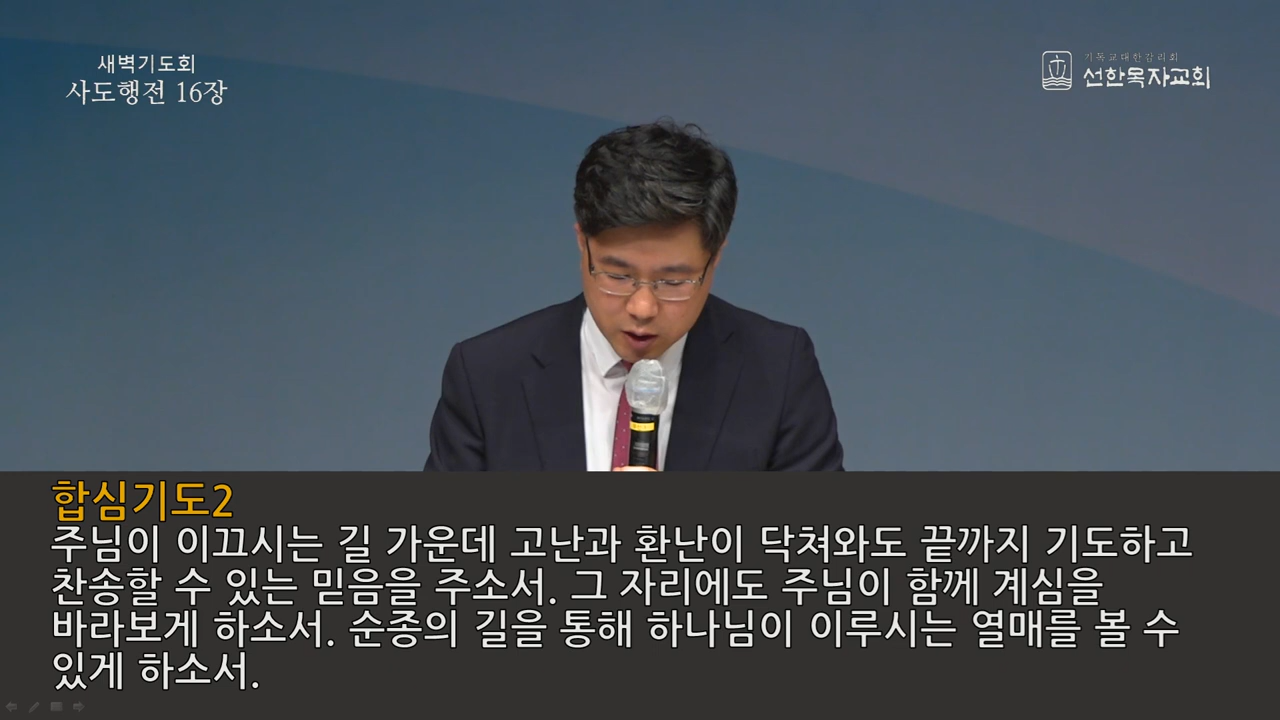 새벽기도회
사도행전 16장
기독교대한감리회
선한목자교회
합심기도2
주님이 이끄시는 길 가운데 고난과 환난이 닥쳐와도 끝까지 기도하고
찬송할 수 있는 믿음을 주소서. 그 자리에도 주님이 함께 계심을
바라보게 하소서. 순종의 길을 통해 하나님이 이루시는 열매를 볼 수
있게 하소서.